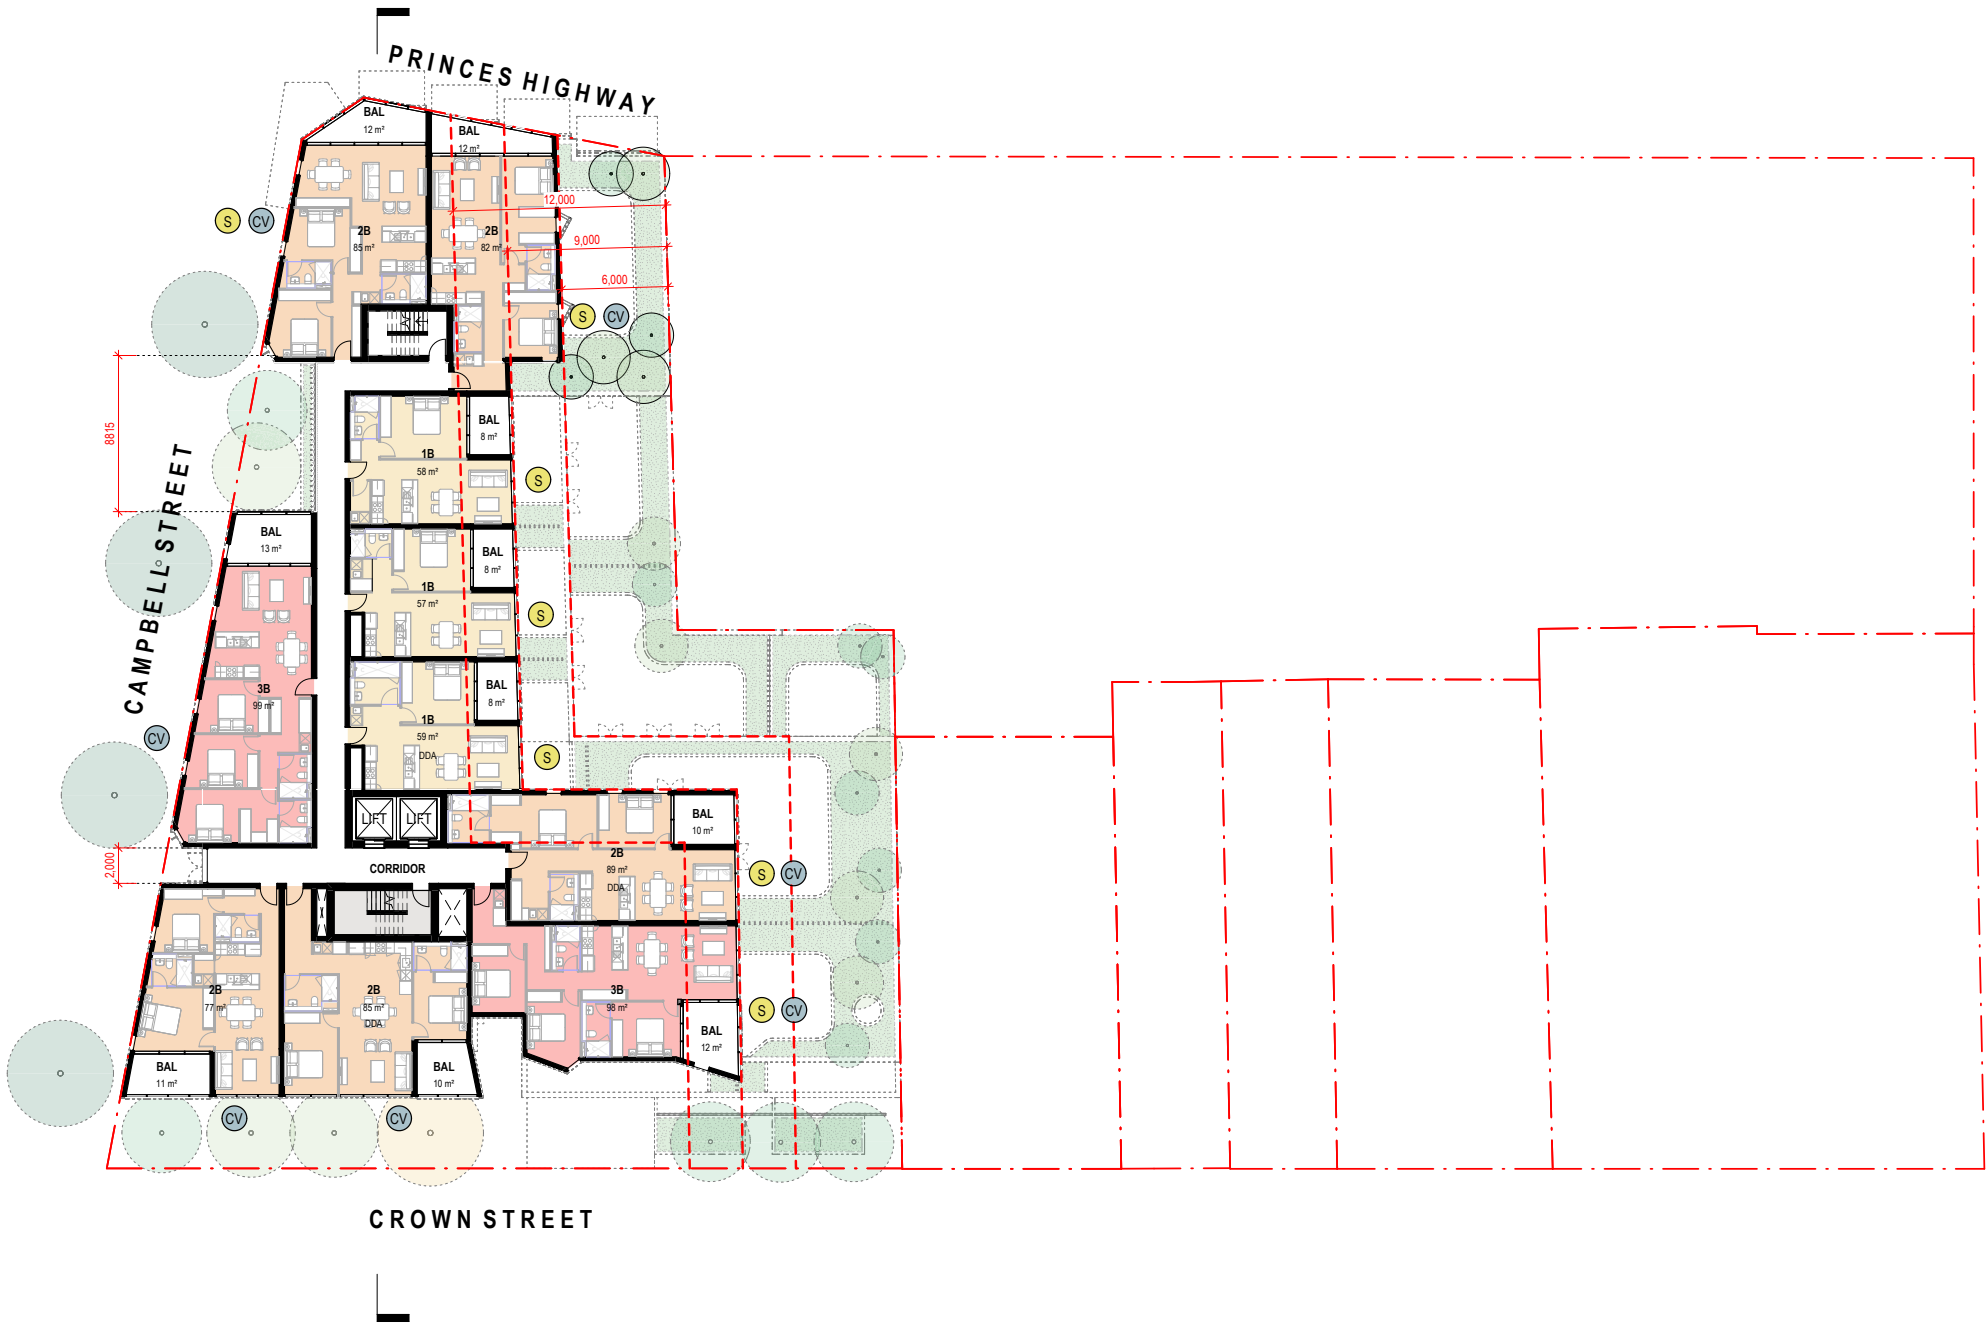 PRINCES HIGHWAY
BAL
12 m²
BAL
12 m²
12,000
S
CV
2B
85 m²
2B
82 m²
9,000
6,000
S
CV
8815
BAL
8 m²
1B
58 m²
S
CAMPBELL STREET
BAL
13 m²
BAL
8 m²
1B
57 m²
S
3B
99 m²
BAL
8 m²
1B
59 m²
DDA
CV
S
LIFT
LIFT
BAL
10 m²
2,000
CORRIDOR
2B
89 m²
DDA
S
CV
2B
77 m²
2B
85 m²
DDA
3B
98 m²
S
CV
BAL
12 m²
BAL
11 m²
BAL
10 m²
CV
CV
CROWN STREET